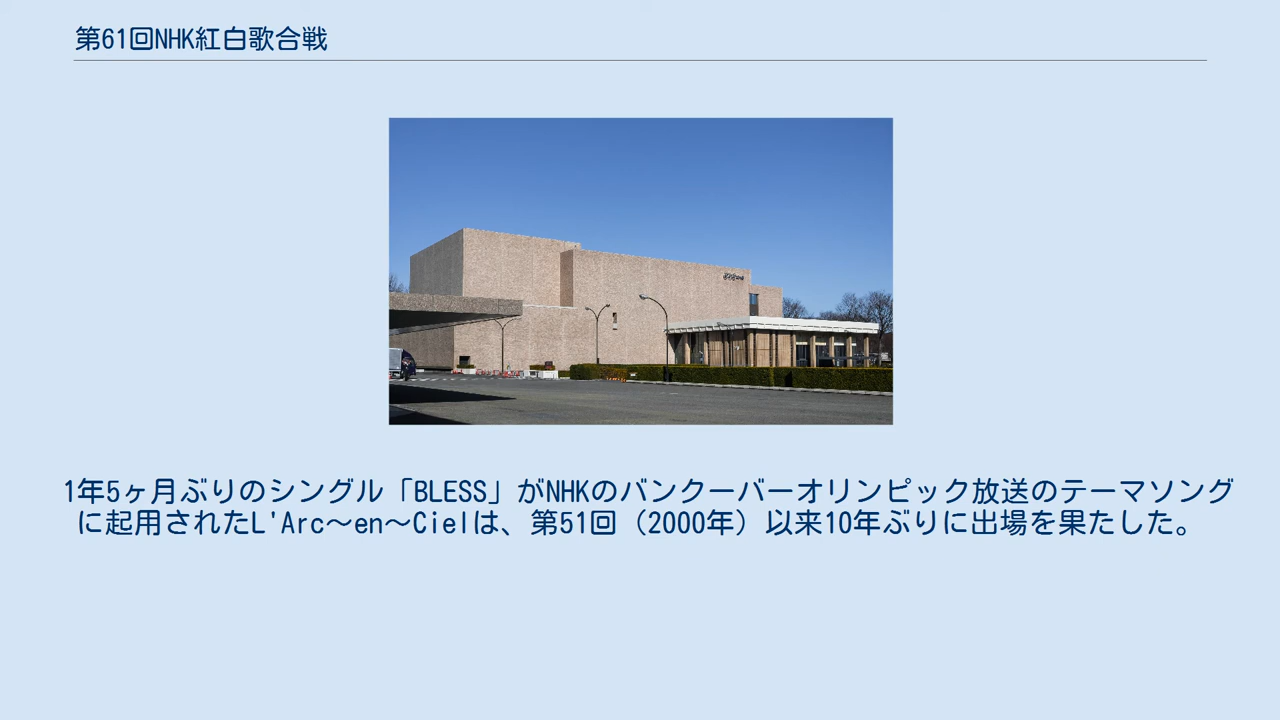 第61回NHK紅白歌合戦
1年5ヶ月ぶりのシングル「BLESS」がNHKのバンクーバーオリンピック放送のテーマソング
に起用されたL'Arc〜en〜Cielは、第51回（2000年）以来10年ぶりに出場を果たした。